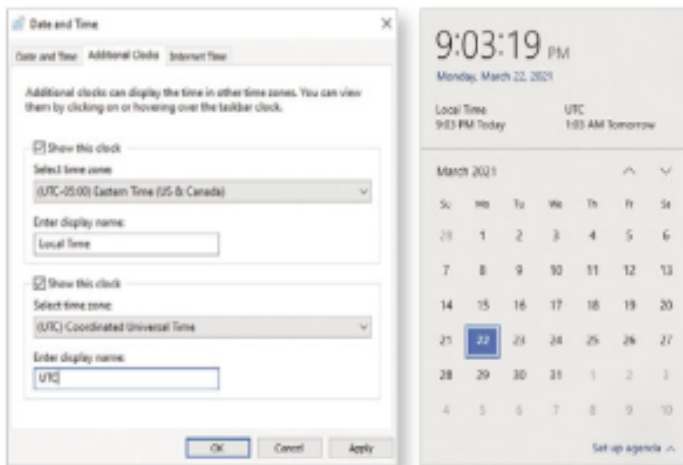 Date and Time
Date and Time Additional Clocks Internet Time
Additional clocks can display the time in other time zones. You can view
them by clicking on or hovering over the taskbar clock.
Show this clock
Select time zone:
(UTC-05:00) Eastern Time (US & Canada)
Enter display name:
Local Time
Show this clock
Select time zone:
(UTC) Coordinated Universal Time
Enter display name:
UTC
OK Cancel Apply
9:03:19 PM
Monday, March 22, 2021
Local Time UTC
9:03 PM Today 1:03 AM Tomorrow
March 2021
Su Mo Tu We Th Fr Sa
28 1 2 3 4 5 6
7 8 9 10 11 12 13
14 15 16 17 18 19 20
21 22 23 24 25 26 27
28 29 30 31 1 2 3
4 5 6 7 8 9 10
Set up agenda